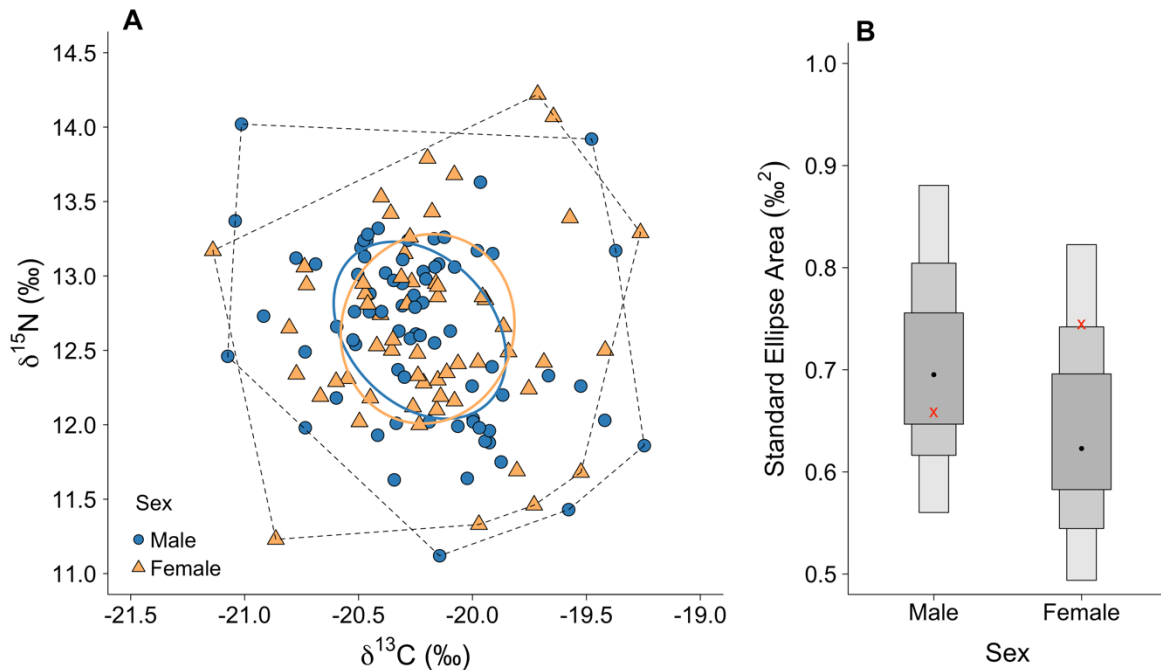 A
14.5
14.0
13.5
13.0
12.5
12.0
11.5
11.0
δ¹⁵N (‰)
Sex
Male
Female
-21.5 -21.0 -20.5 -20.0 -19.5 -19.0
δ¹³C (‰)
B
1.0
0.9
0.8
0.7
0.6
0.5
Standard Ellipse Area (‰²)
x
x
Male Female
Sex